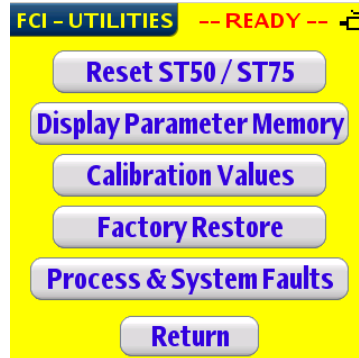 FCI – UTILITIES -- READY --
Reset ST50 / ST75
Display Parameter Memory
Calibration Values
Factory Restore
Process & System Faults
Return